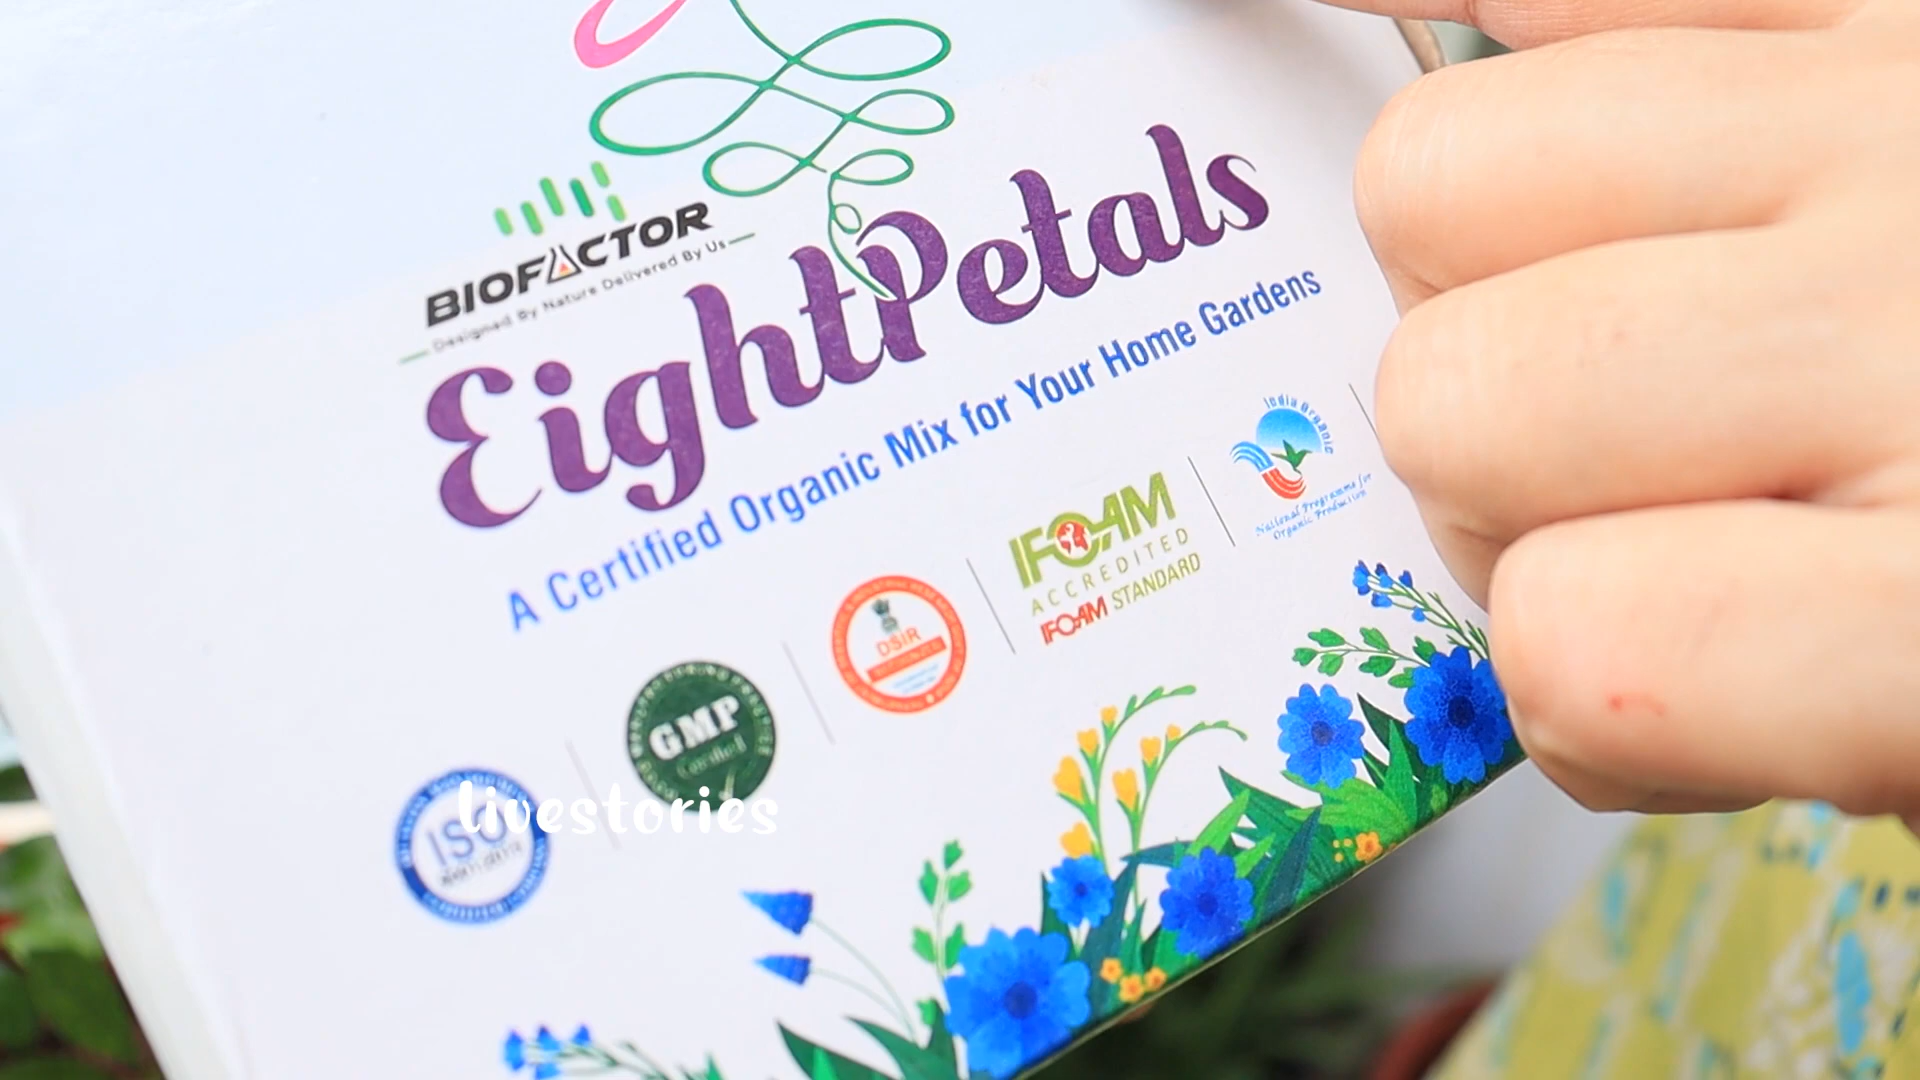 BIOFACTOR
Designed By Nature Delivered By Us
EightPetals
A Certified Organic Mix for Your Home Gardens
India Organic
National Programme for
Organic Production
IFOAM
ACCREDITED
IFOAM STANDARD
DSIR
GMP
Certified
ISO
livestories